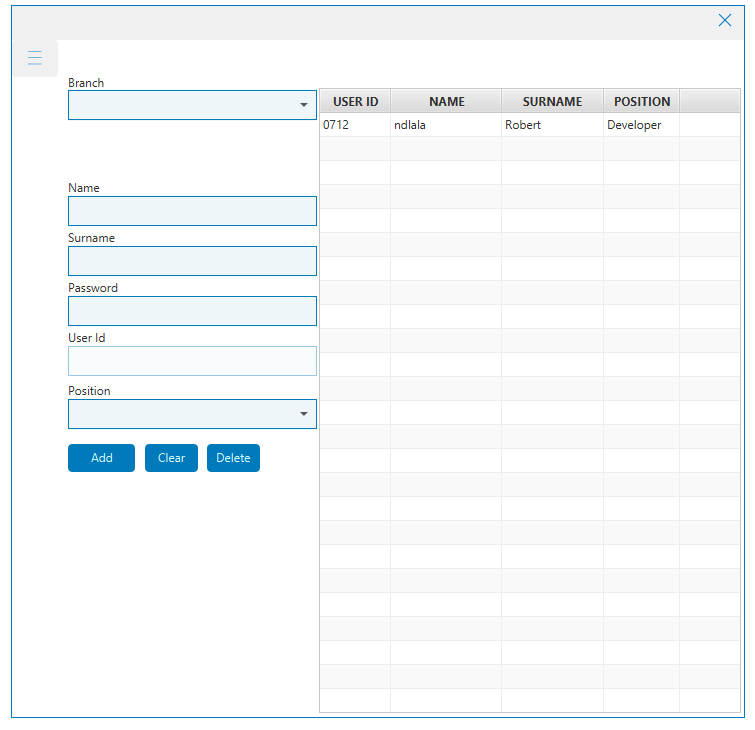 Branch
USER ID NAME SURNAME POSITION
0712 ndlala Robert Developer
Name
Surname
Password
User Id
Position
Add Clear Delete